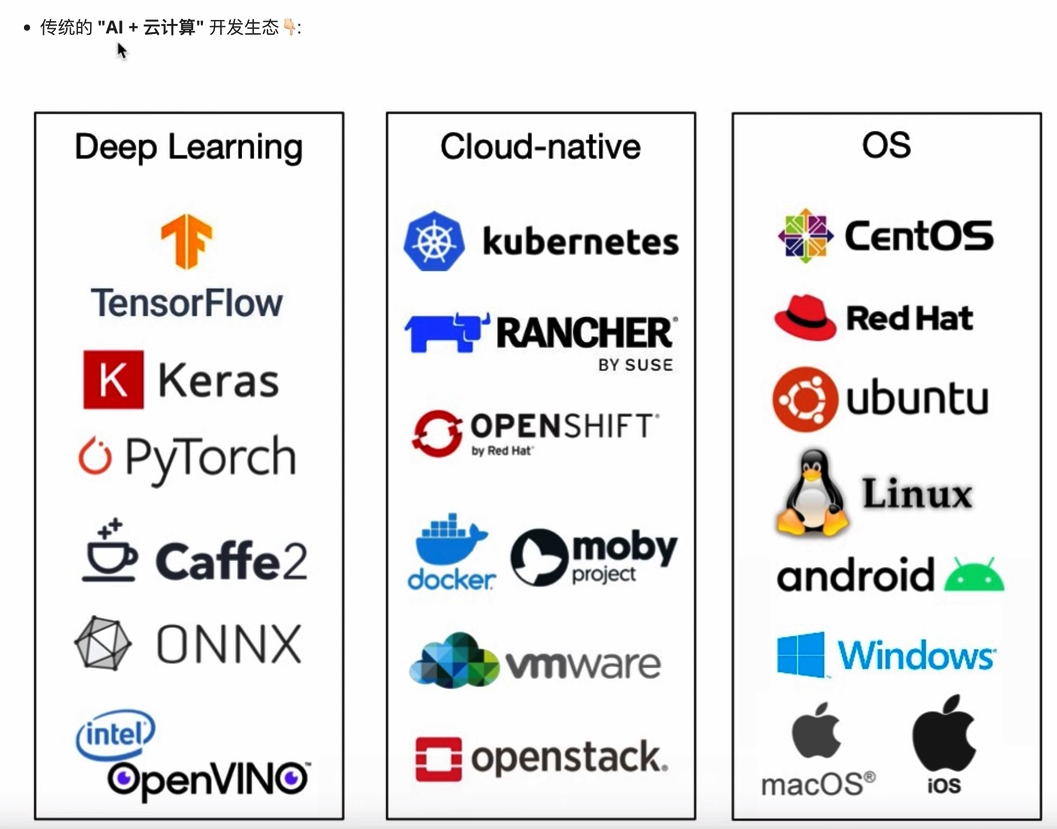 传统的 "AI + 云计算" 开发生态👇🏻:
Deep Learning
TensorFlow
K Keras
PyTorch
Caffe2
ONNX
intel
OpenVINO™
Cloud-native
kubernetes
RANCHER®
BY SUSE
OPENSHIFT®
by Red Hat®
docker
moby
project
vmware
openstack.
OS
CentOS
Red Hat
ubuntu
Linux
android
Windows
macOS®
iOS